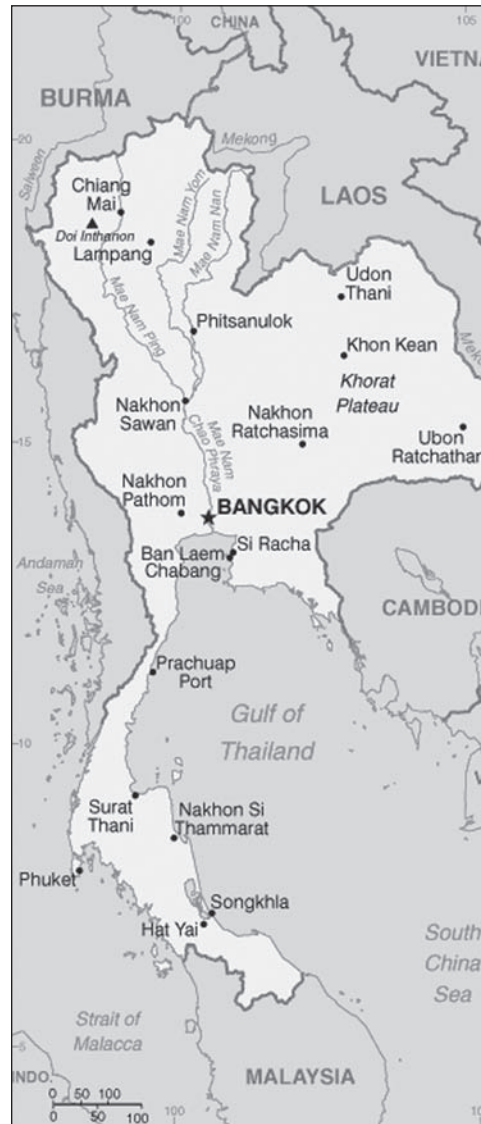 100
105
CHINA
VIETNA
BURMA
20
Mekong
Salween
LAOS
Chiang
Mai
Mae Nam Yom
Mae Nam Nan
Doi Inthanon
Lampang
Mae Nam Ping
Udon
Thani
Phitsanulok
Khon Kean
Mek
Khorat
Plateau
Nakhon
Sawan
Nakhon
Ratchasima
15
Mae Nam
Chao Phraya
Ubon
Ratchathan
Nakhon
Pathom
BANGKOK
Ban Laem
Chabang
Si Racha
Andaman
Sea
CAMBODI
Prachuap
Port
Gulf of
Thailand
10
Surat
Thani
Nakhon Si
Thammarat
Phuket
Songkhla
Hat Yai
South
China
Sea
Strait of
Malacca
5
INDO.
MALAYSIA
0 50 100
0 50 100
100